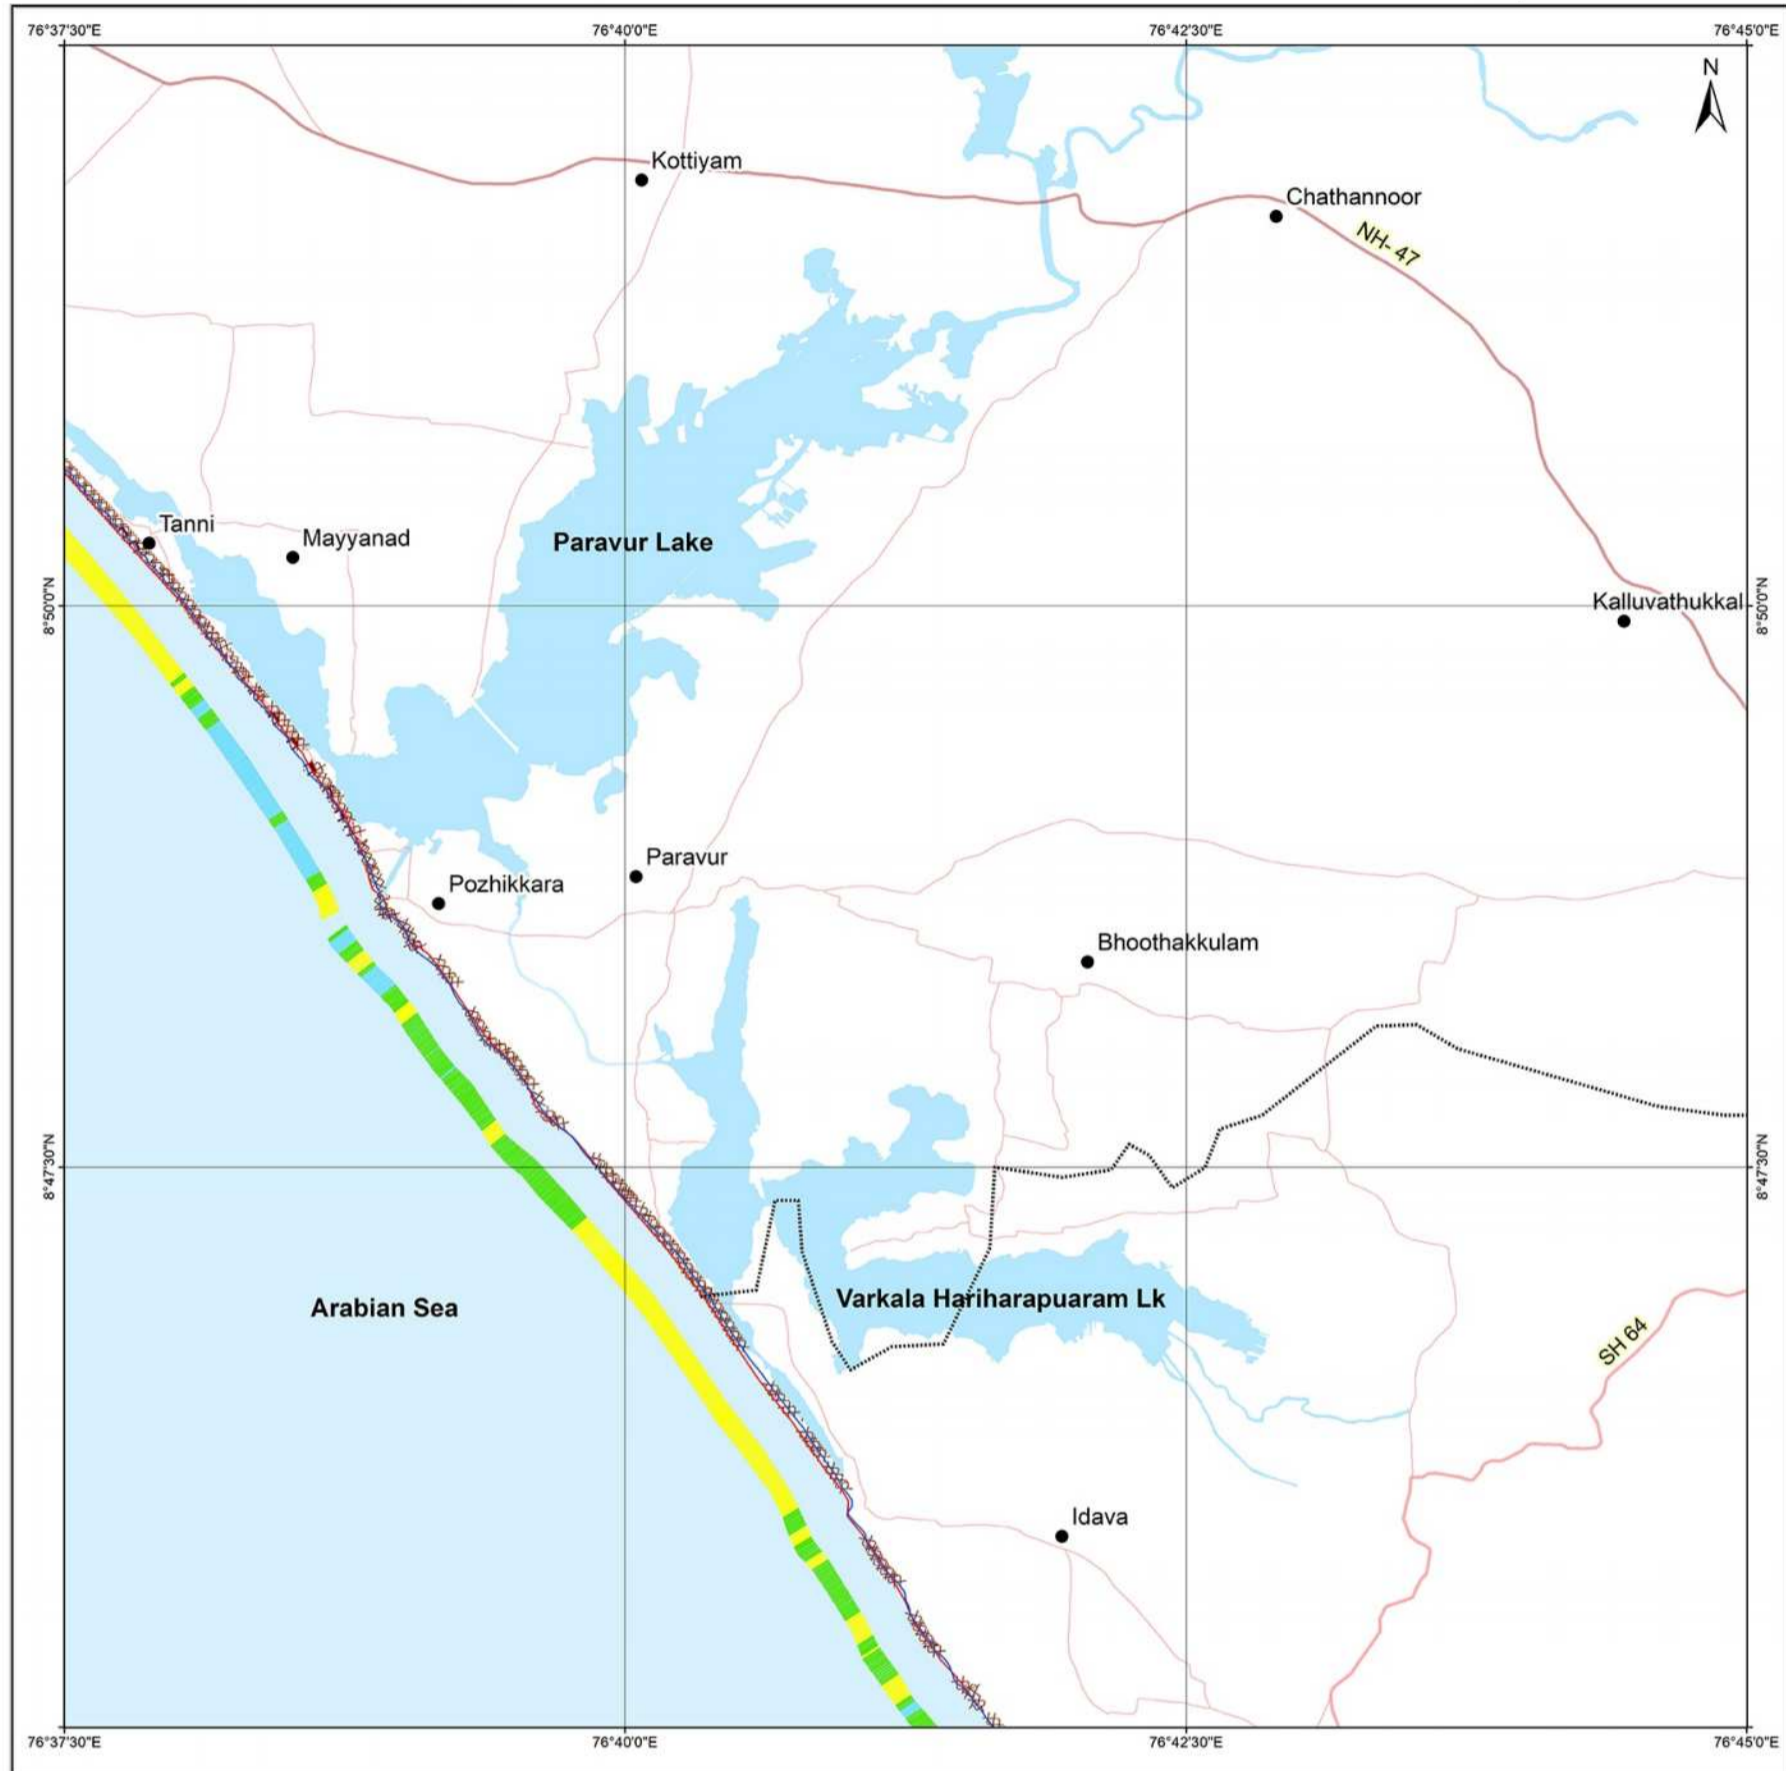 76°37'30"E
76°40'0"E
76°42'30"E
76°45'0"E
N
Kottiyam
Chathannoor
NH- 47
Tanni
Mayyanad
Paravur Lake
8°50'0"N
Kalluvathukkal
8°50'0"N
Paravur
Pozhikkara
Bhoothakkulam
8°47'30"N
8°47'30"N
Varkala Hariharapuaram Lk
Arabian Sea
SH 64
Idava
76°37'30"E
76°40'0"E
76°42'30"E
76°45'0"E